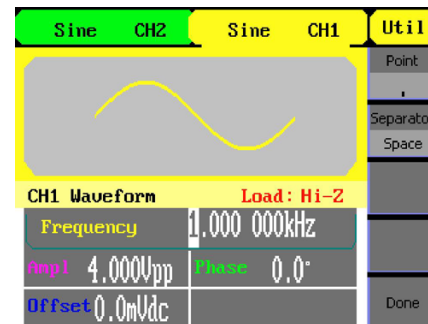 Sine CH2 Sine CH1 Util
Point
.
Separato
Space
CH1 Waveform Load: Hi-Z
Frequency 1.000 000kHz
Ampl 4.000Vpp Phase 0.0°
Offset 0.0mVdc
Done